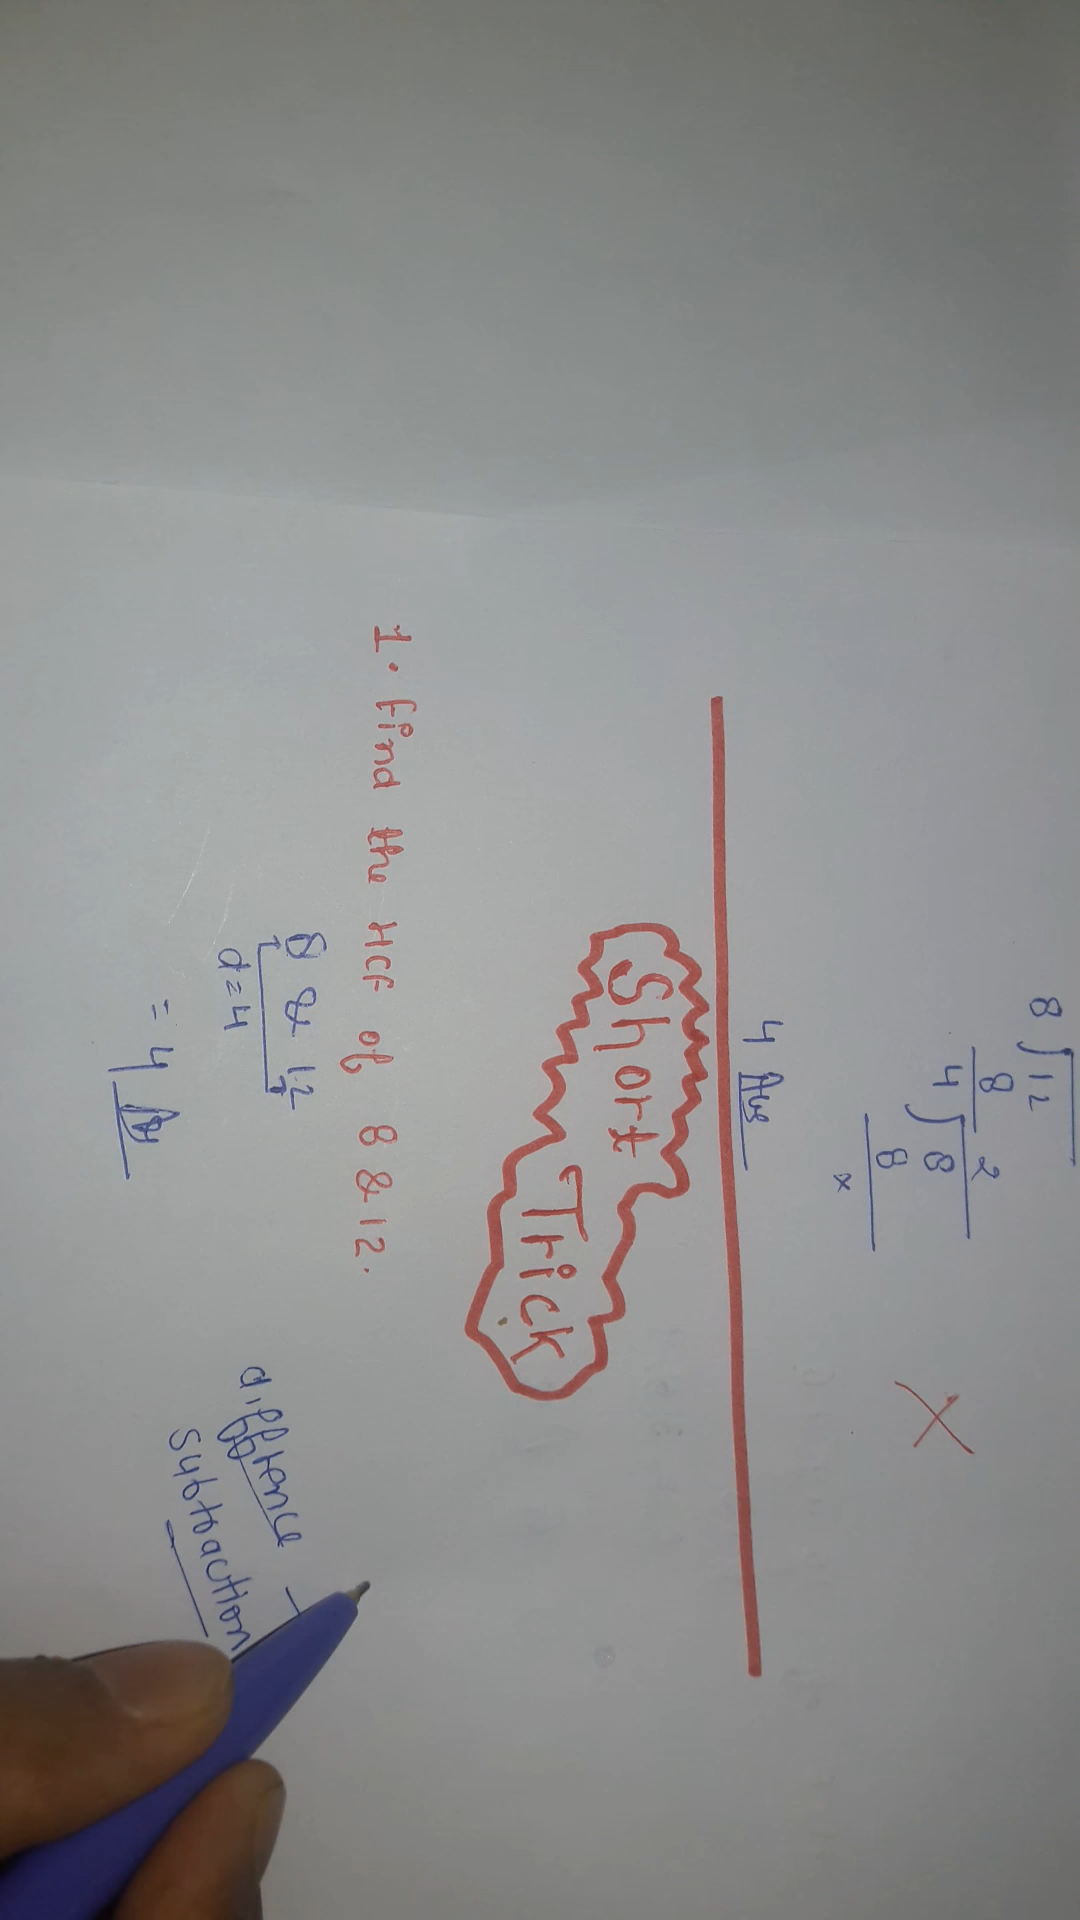 8 ) 12
8 2
4 ) 8
8
×
4 Ans
Short
Trick
1. Find the HCF of 8 & 12.
8 & 12
d = 4
= 4
diffrence
subtraction